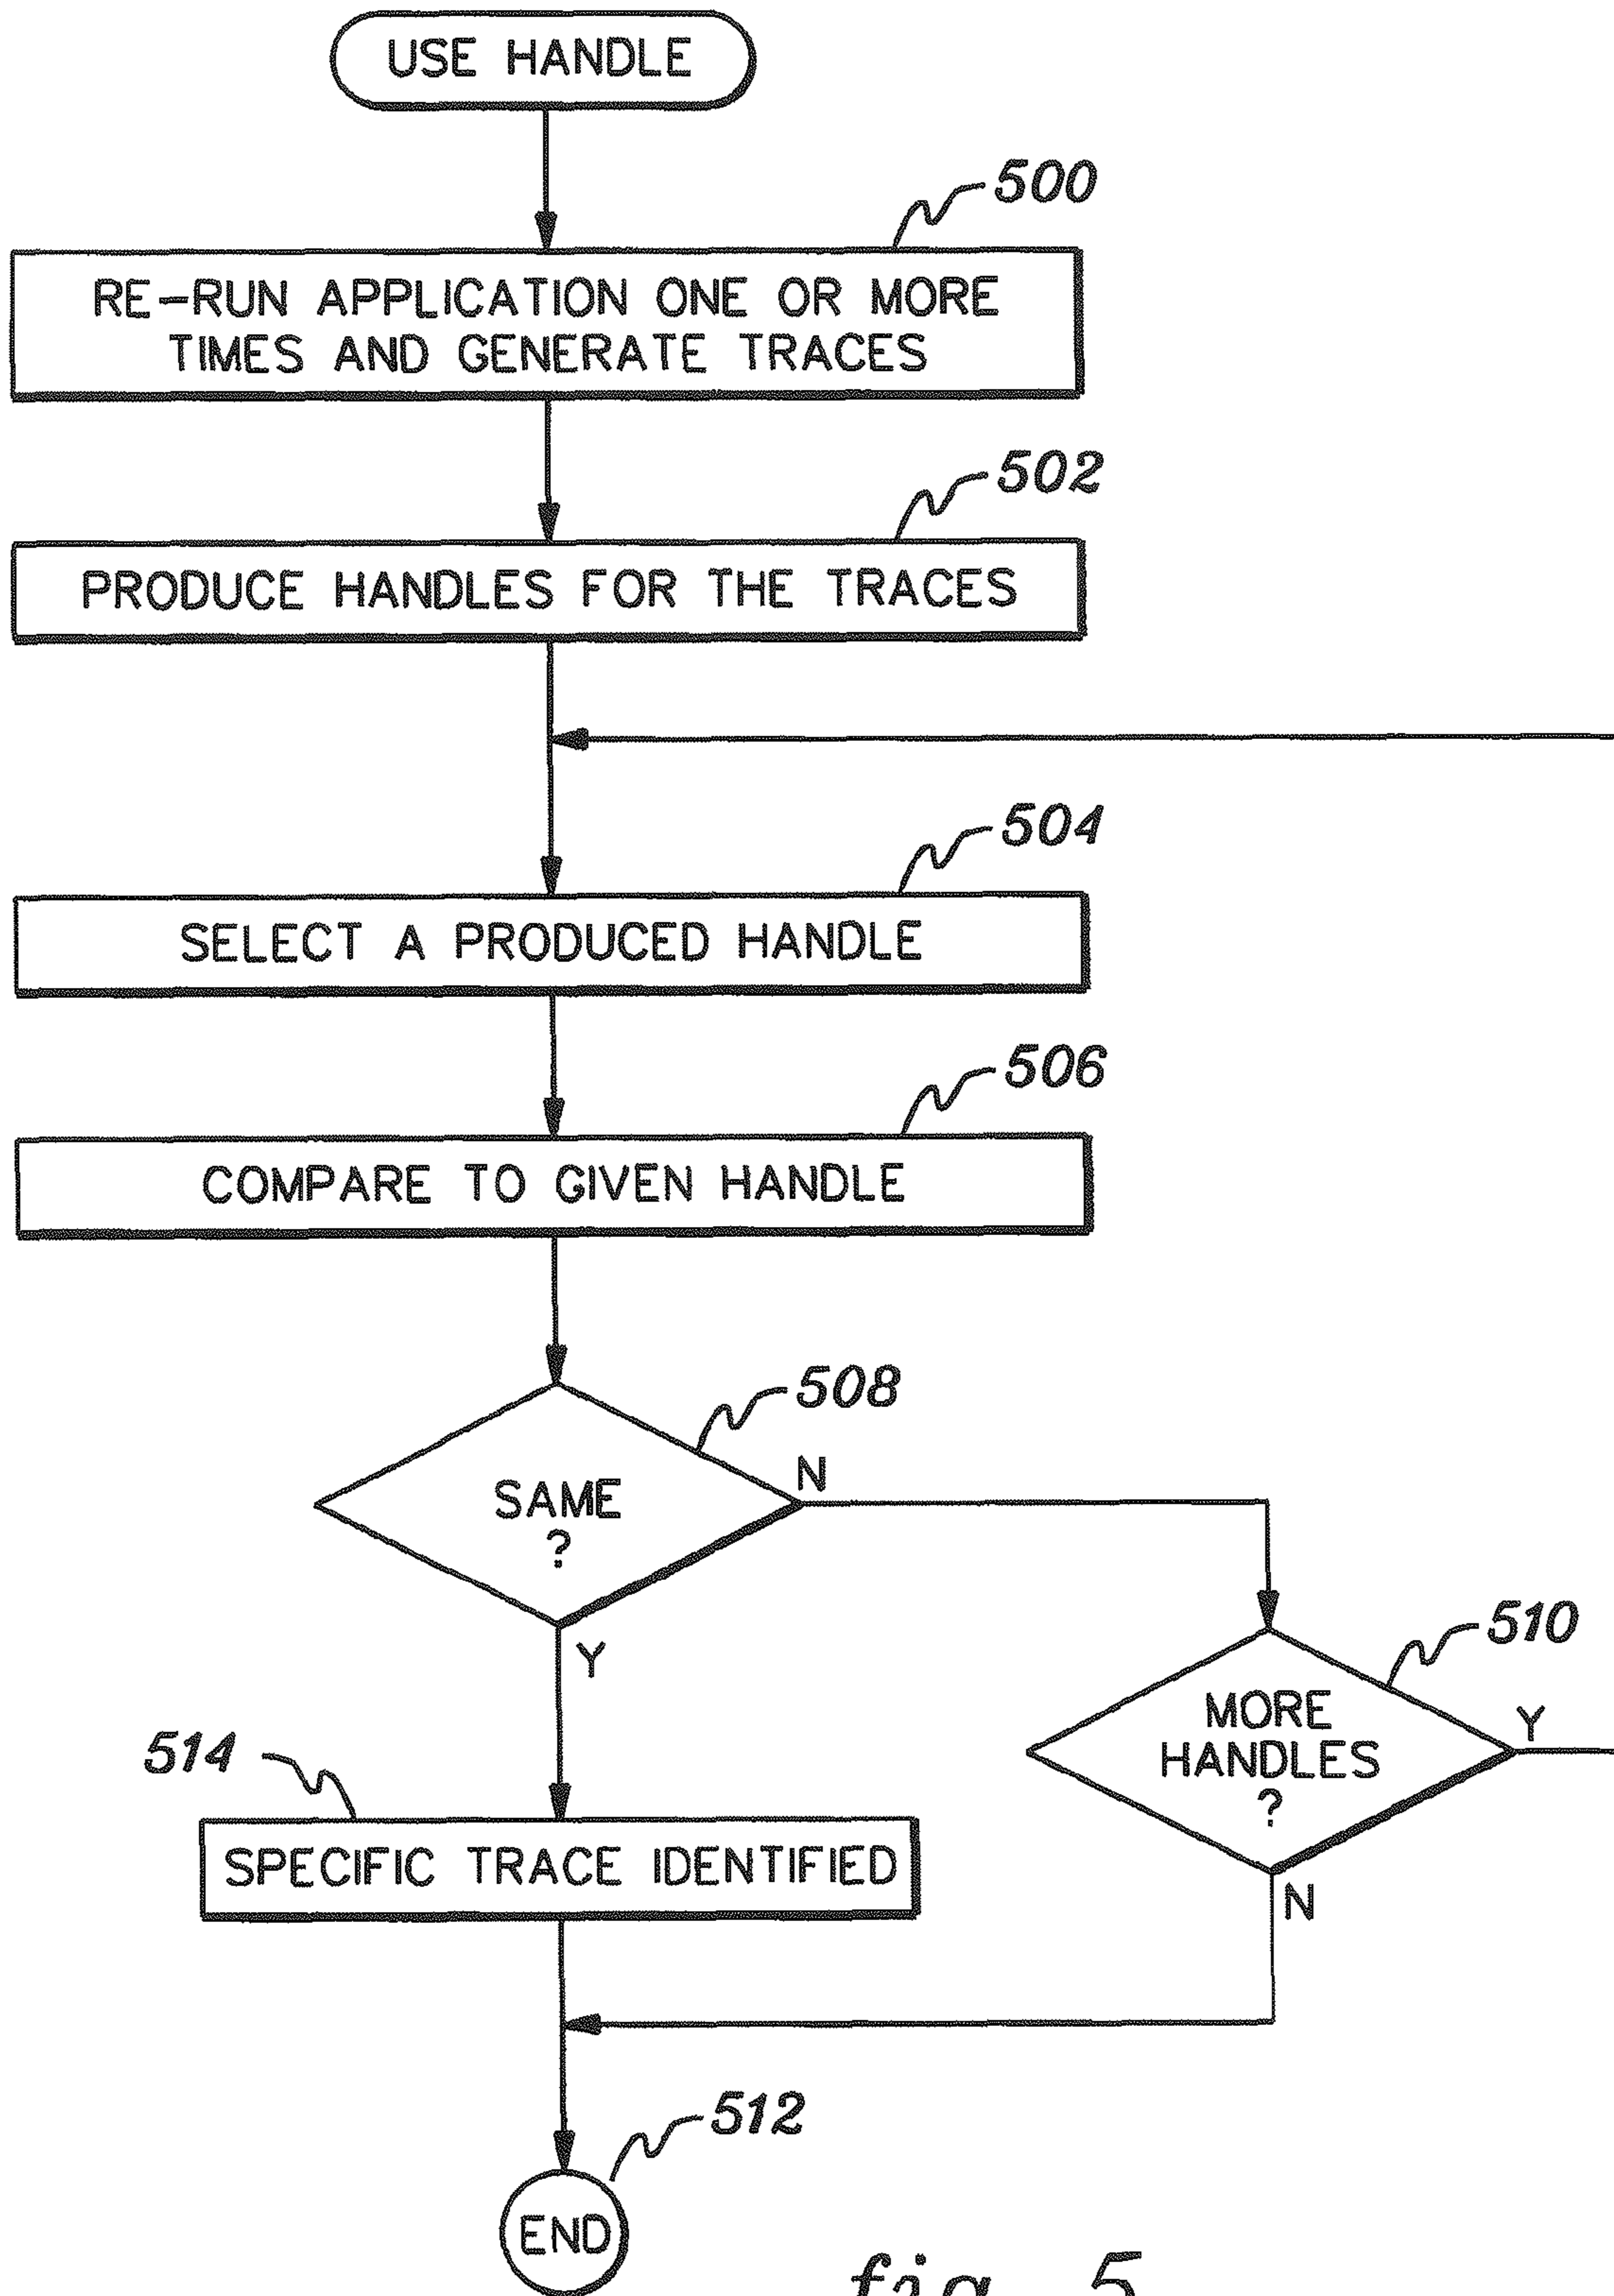 USE HANDLE
500
RE-RUN APPLICATION ONE OR MORE
TIMES AND GENERATE TRACES
502
PRODUCE HANDLES FOR THE TRACES
504
SELECT A PRODUCED HANDLE
506
COMPARE TO GIVEN HANDLE
508
SAME
?
N
Y
510
MORE
HANDLES
?
Y
N
514
SPECIFIC TRACE IDENTIFIED
512
END
fig. 5